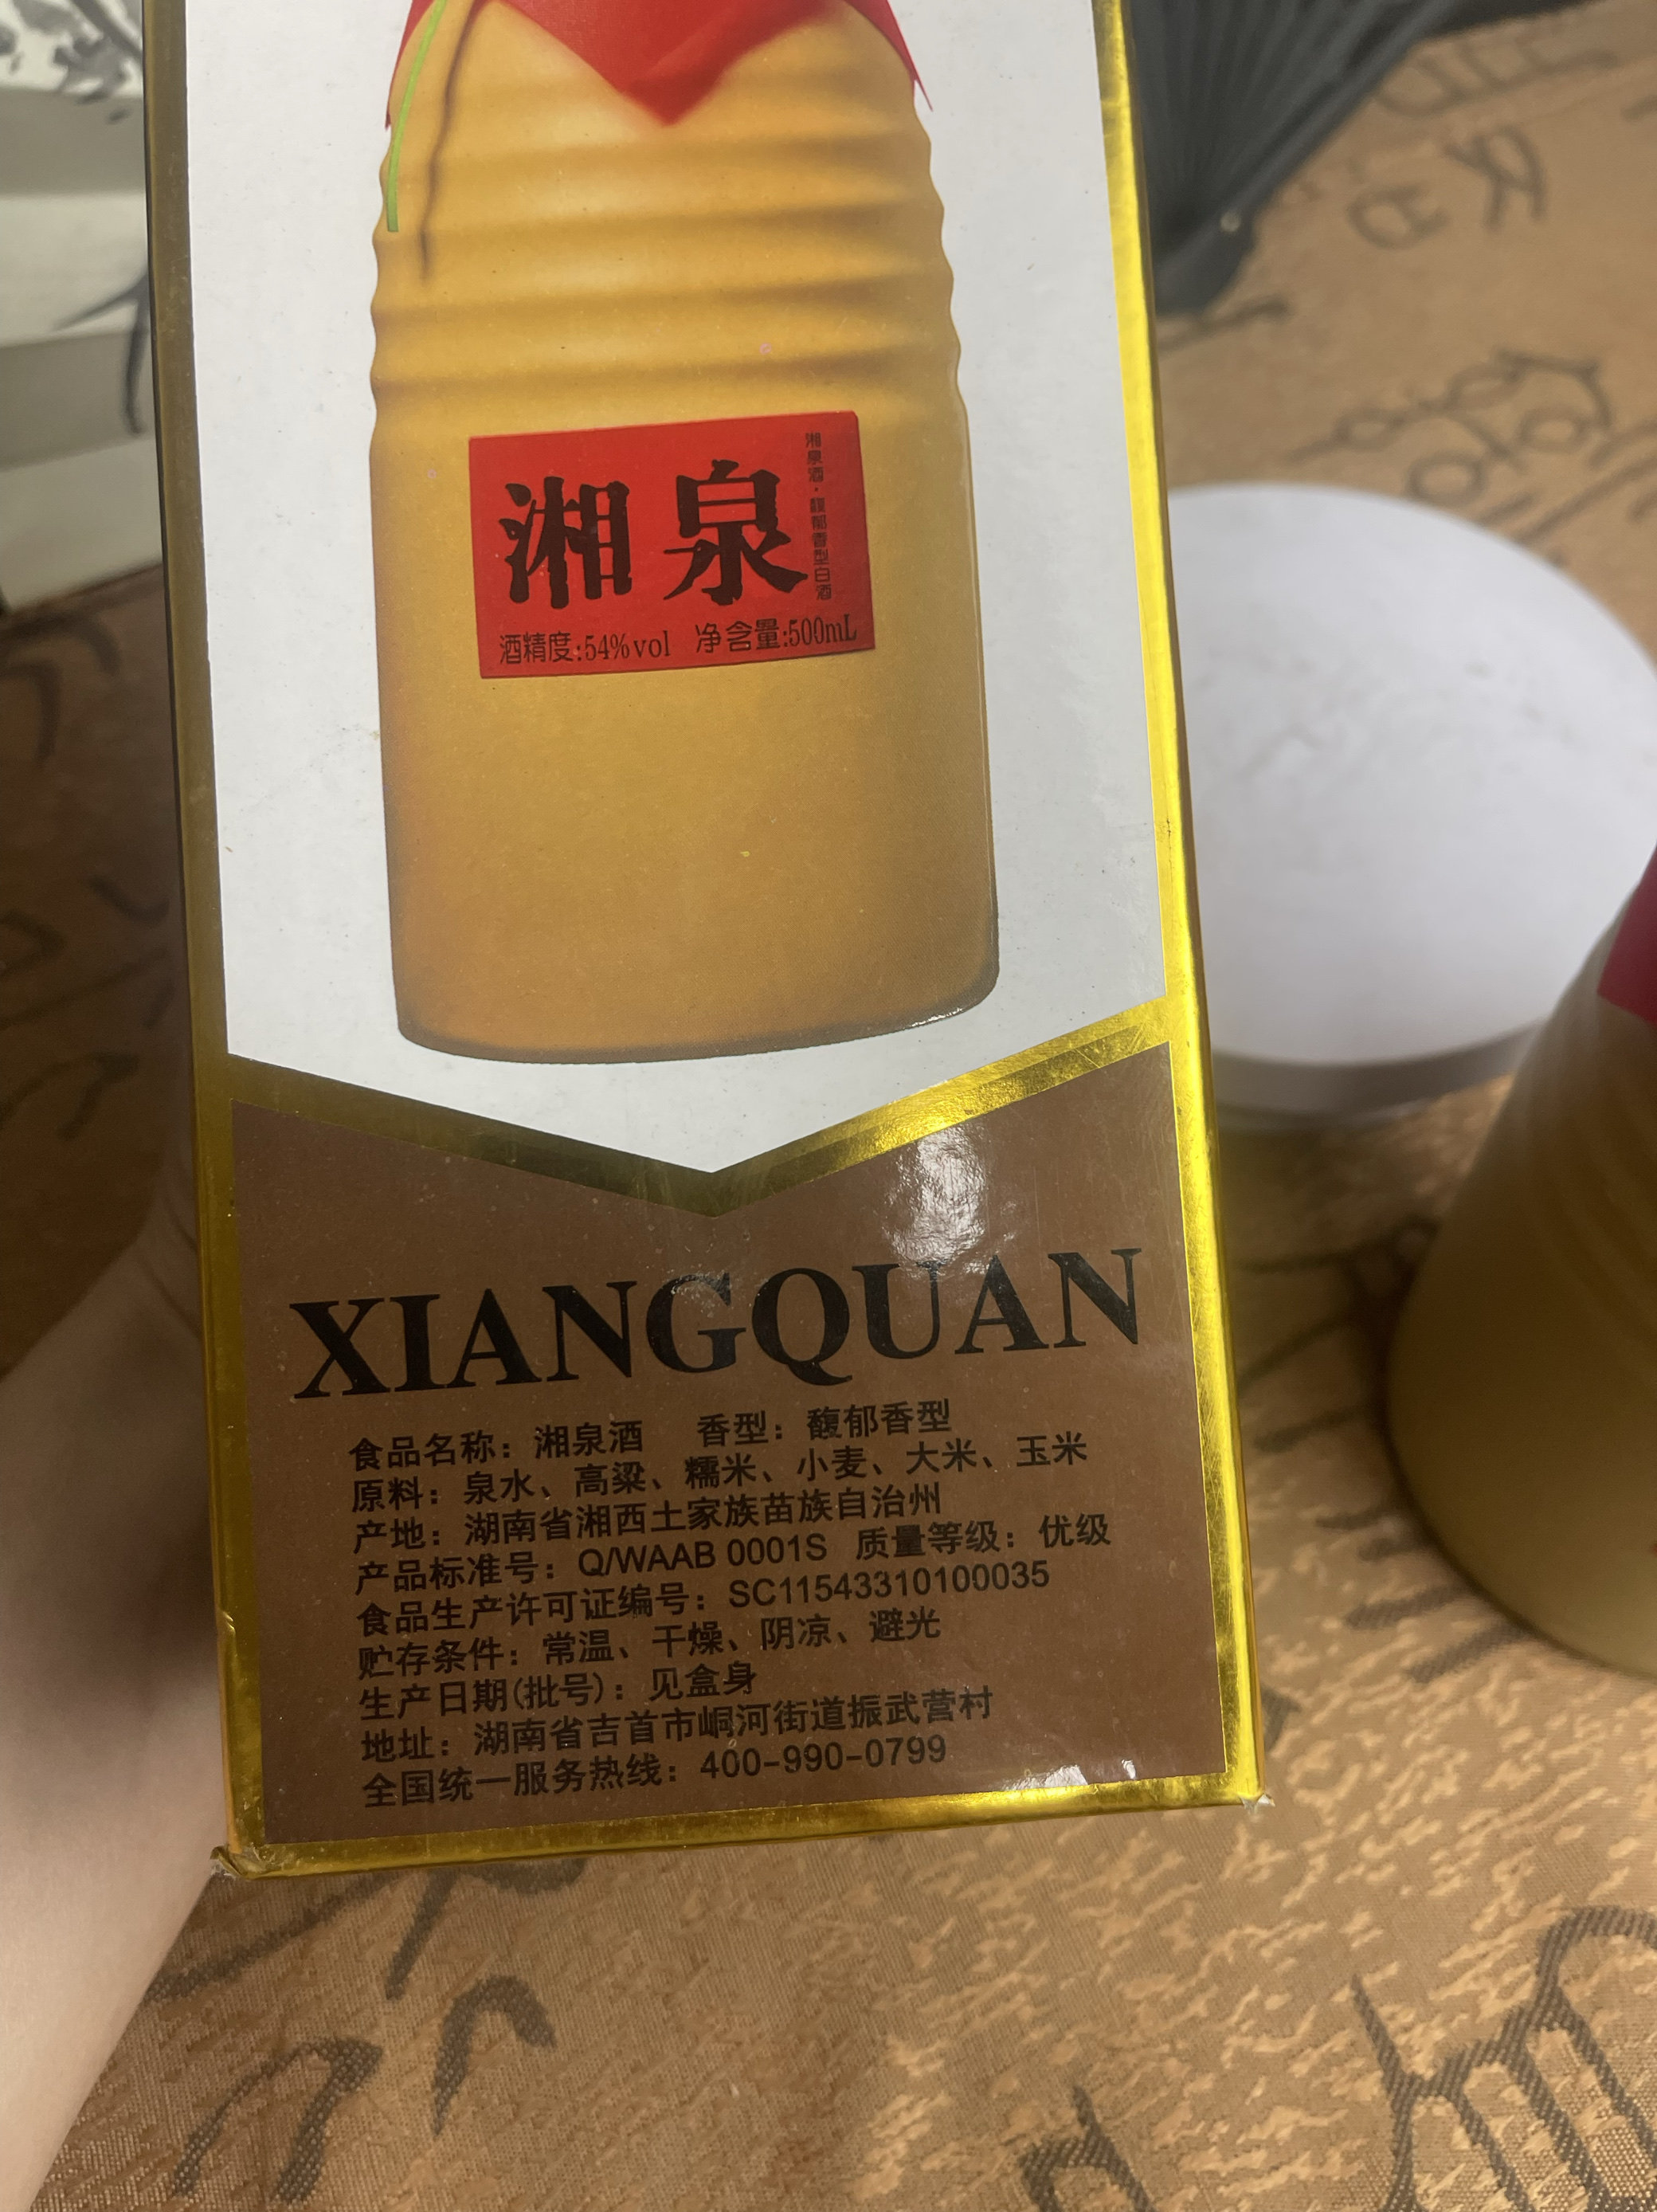 湘泉
湘泉酒·馥郁香型白酒
酒精度:54%vol 净含量:500mL
XIANGQUAN
食品名称：湘泉酒 香型：馥郁香型
原料：泉水、高粱、糯米、小麦、大米、玉米
产地：湖南省湘西土家族苗族自治州
产品标准号：Q/WAAB 0001S 质量等级：优级
食品生产许可证编号：SC11543310100035
贮存条件：常温、干燥、阴凉、避光
生产日期(批号)：见盒身
地址：湖南省吉首市峒河街道振武营村
全国统一服务热线：400-990-0799